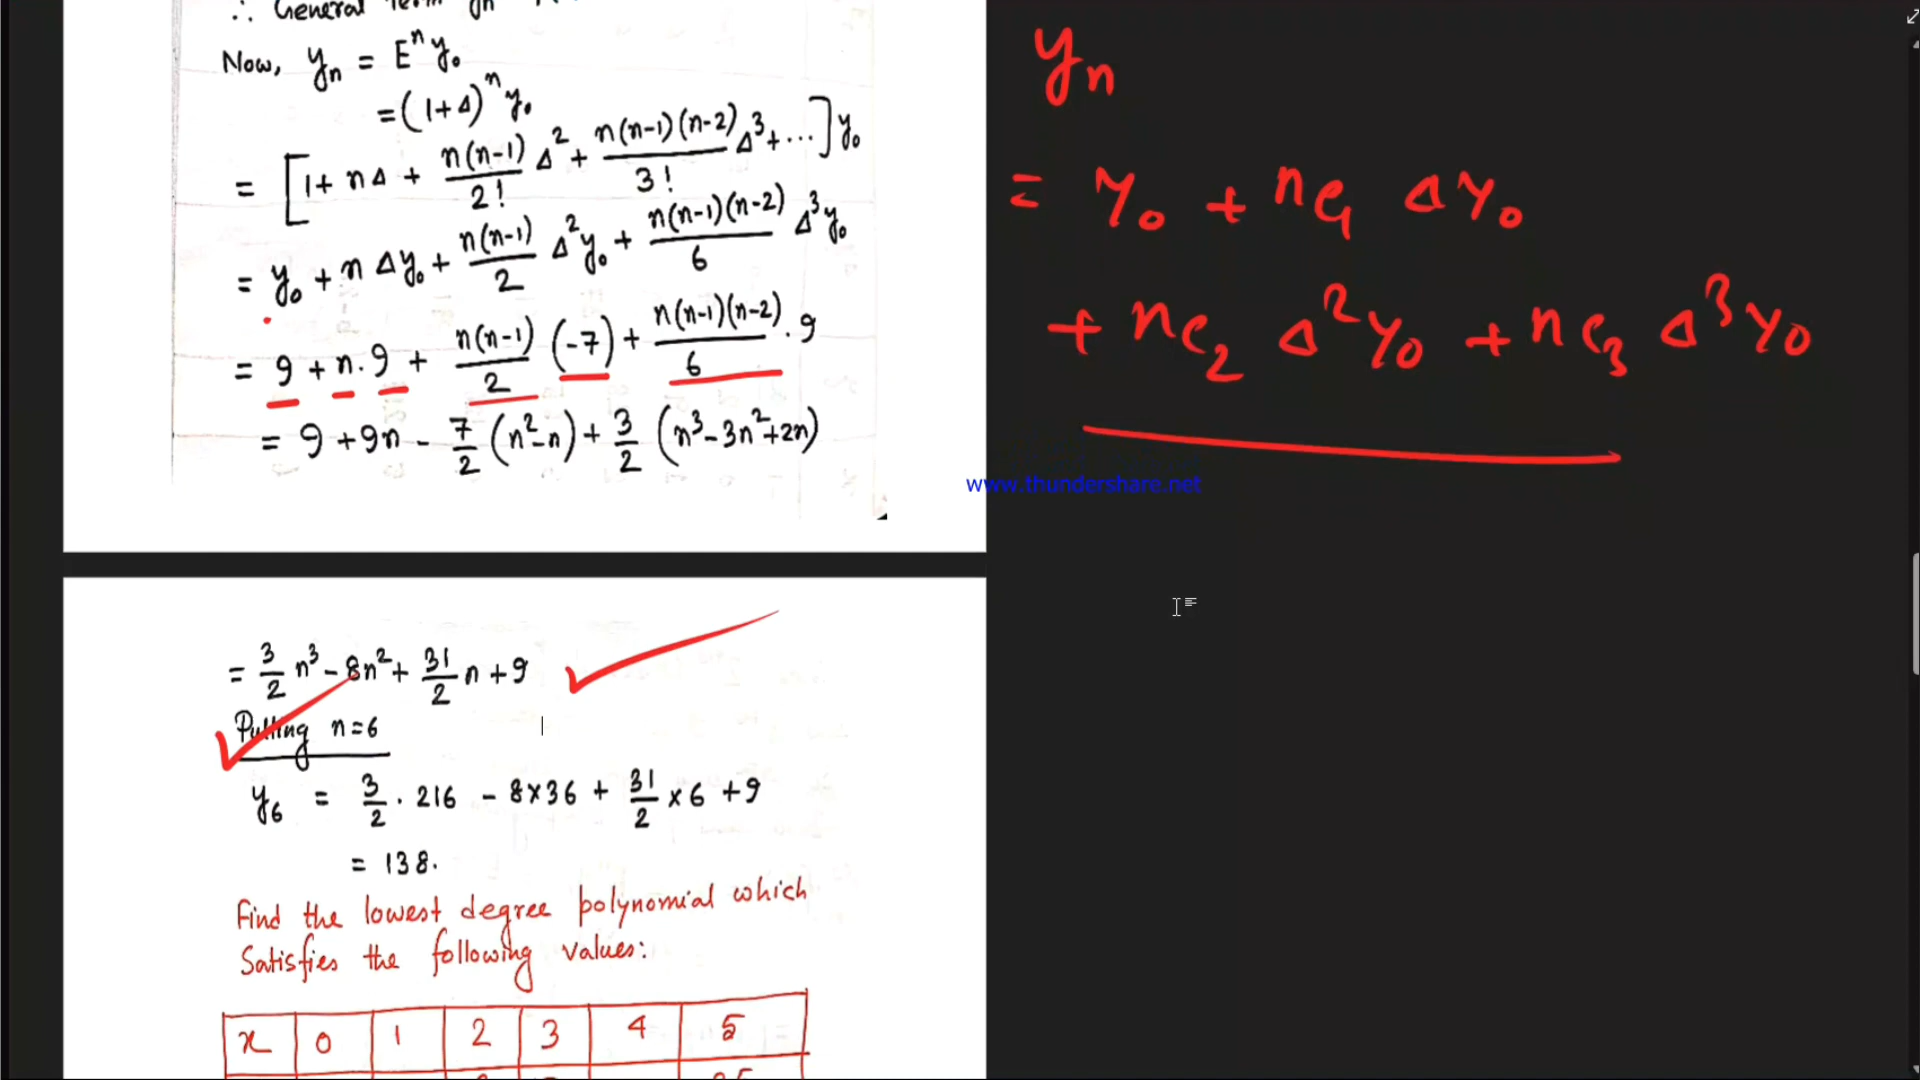 ∴ General Term yn
Now, yn = Eⁿ y₀
= (1+Δ)ⁿ y₀
= [1 + nΔ + n(n-1)/2! Δ² + n(n-1)(n-2)/3! Δ³ + ...] y₀
= y₀ + n Δy₀ + n(n-1)/2 Δ²y₀ + n(n-1)(n-2)/6 Δ³y₀
= 9 + n. 9 + n(n-1)/2 (-7) + n(n-1)(n-2)/6 . 9
= 9 + 9n - 7/2 (n²-n) + 3/2 (n³-3n²+2n)
= 3/2 n³ - 8n² + 31/2 n + 9
Putting n=6
y₆ = 3/2 . 216 - 8×36 + 31/2 ×6 + 9
= 138.
Find the lowest degree polynomial which
Satisfies the following values:
x 0 1 2 3 4 5
yn
= y₀ + nc₁ Δy₀
+ nc₂ Δ²y₀ + nc₃ Δ³y₀
www.thundershare.net